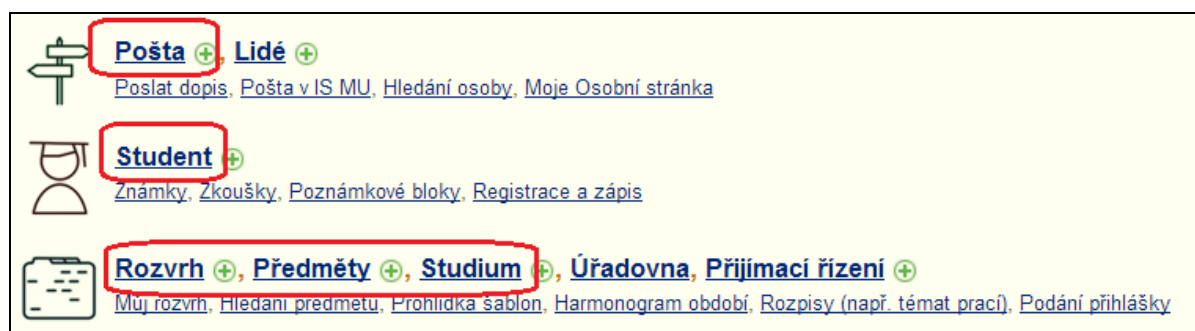 Pošta, Lidé
Poslat dopis, Pošta v IS MU, Hledání osoby, Moje Osobní stránka
Student
Známky, Zkoušky, Poznámkové bloky, Registrace a zápis
Rozvrh, Předměty, Studium, Úřadovna, Přijímací řízení
Můj rozvrh, Hledání předmětu, Prohlídka šablon, Harmonogram období, Rozpisy (např. témat prací), Podání přihlášky